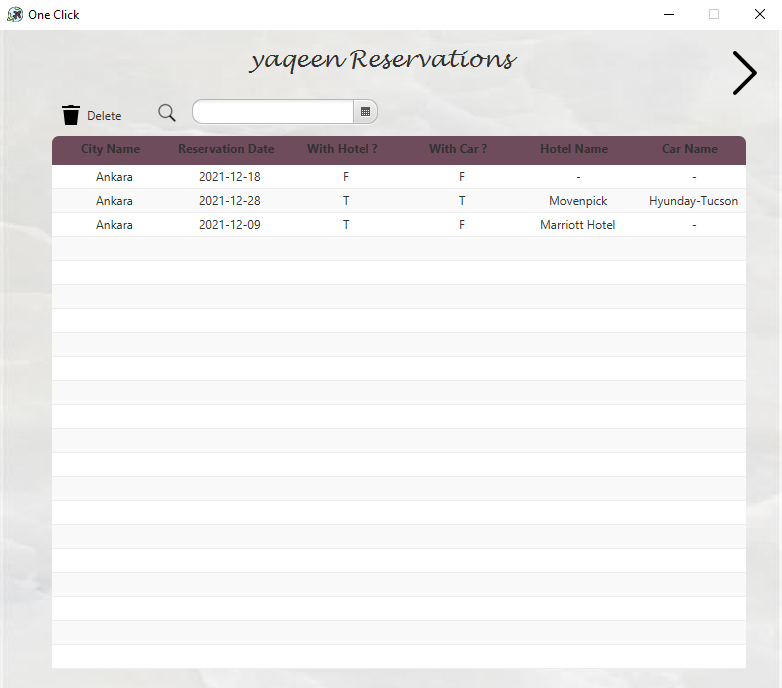 One Click
yaqeen Reservations
Delete
City Name Reservation Date With Hotel ? With Car ? Hotel Name Car Name
Ankara 2021-12-18 F F - -
Ankara 2021-12-28 T T Movenpick Hyunday-Tucson
Ankara 2021-12-09 T F Marriott Hotel -